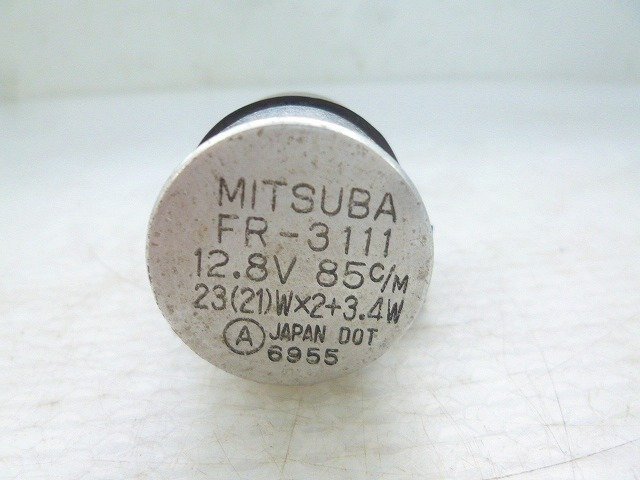 MITSUBA
FR-3111
12.8V 85c/M
23(21)W×2+3.4W
A JAPAN DOT
6955